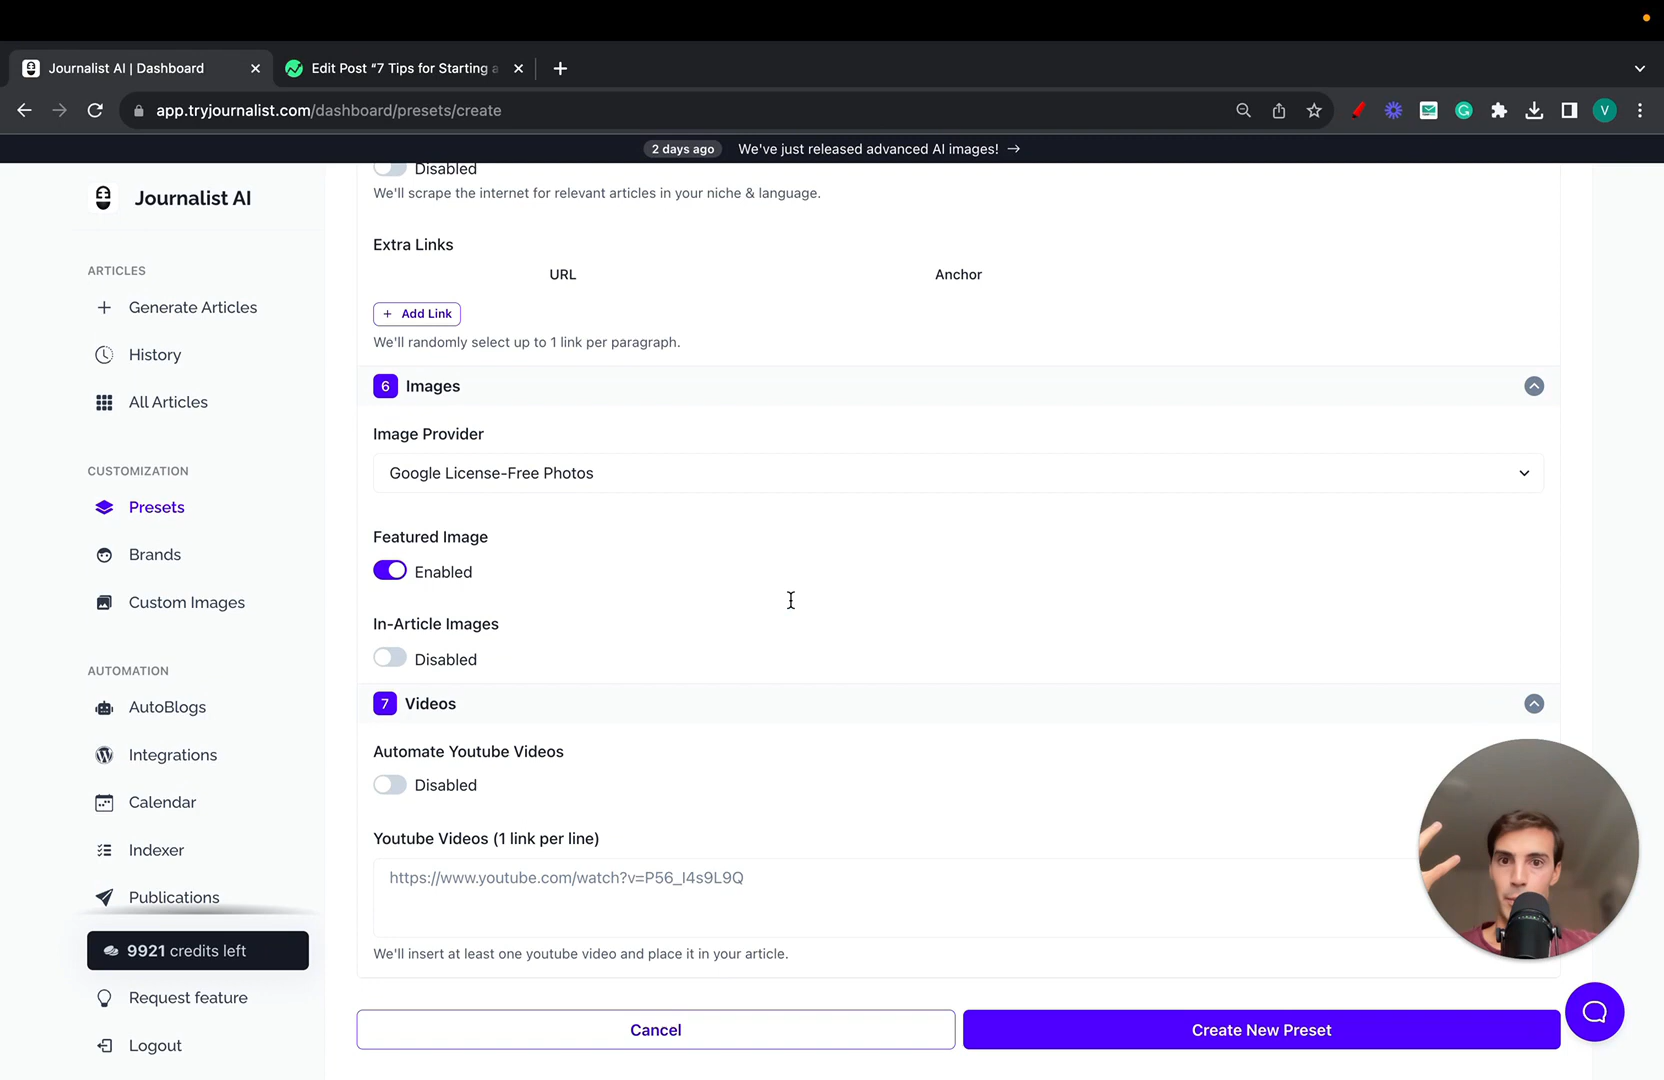 Journalist AI | Dashboard
Edit Post “7 Tips for Starting a
app.tryjournalist.com/dashboard/presets/create
V
2 days ago
We've just released advanced AI images! →
Journalist AI
ARTICLES
Generate Articles
History
All Articles
CUSTOMIZATION
Presets
Brands
Custom Images
AUTOMATION
AutoBlogs
Integrations
Calendar
Indexer
Publications
9921 credits left
Request feature
Logout
Disabled
We'll scrape the internet for relevant articles in your niche & language.
Extra Links
URL
Anchor
+ Add Link
We'll randomly select up to 1 link per paragraph.
6 Images
Image Provider
Google License-Free Photos
Featured Image
Enabled
In-Article Images
Disabled
7 Videos
Automate Youtube Videos
Disabled
Youtube Videos (1 link per line)
https://www.youtube.com/watch?v=P56_I4s9L9Q
We'll insert at least one youtube video and place it in your article.
Cancel
Create New Preset